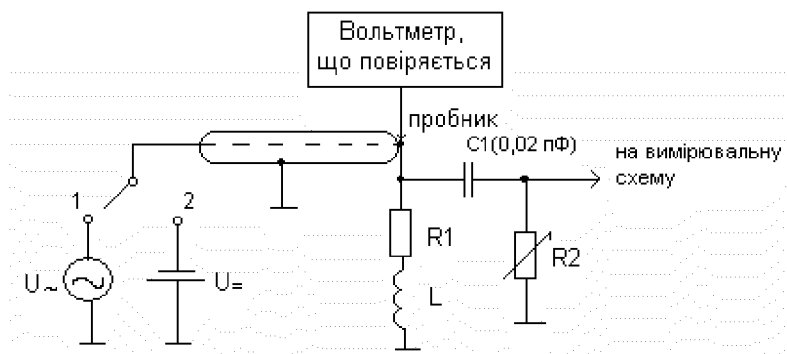 Вольтметр,
що повіряється
пробник
C1(0,02 пФ)
на вимірювальну
схему
1
2
R1
R2
U~
U=
L